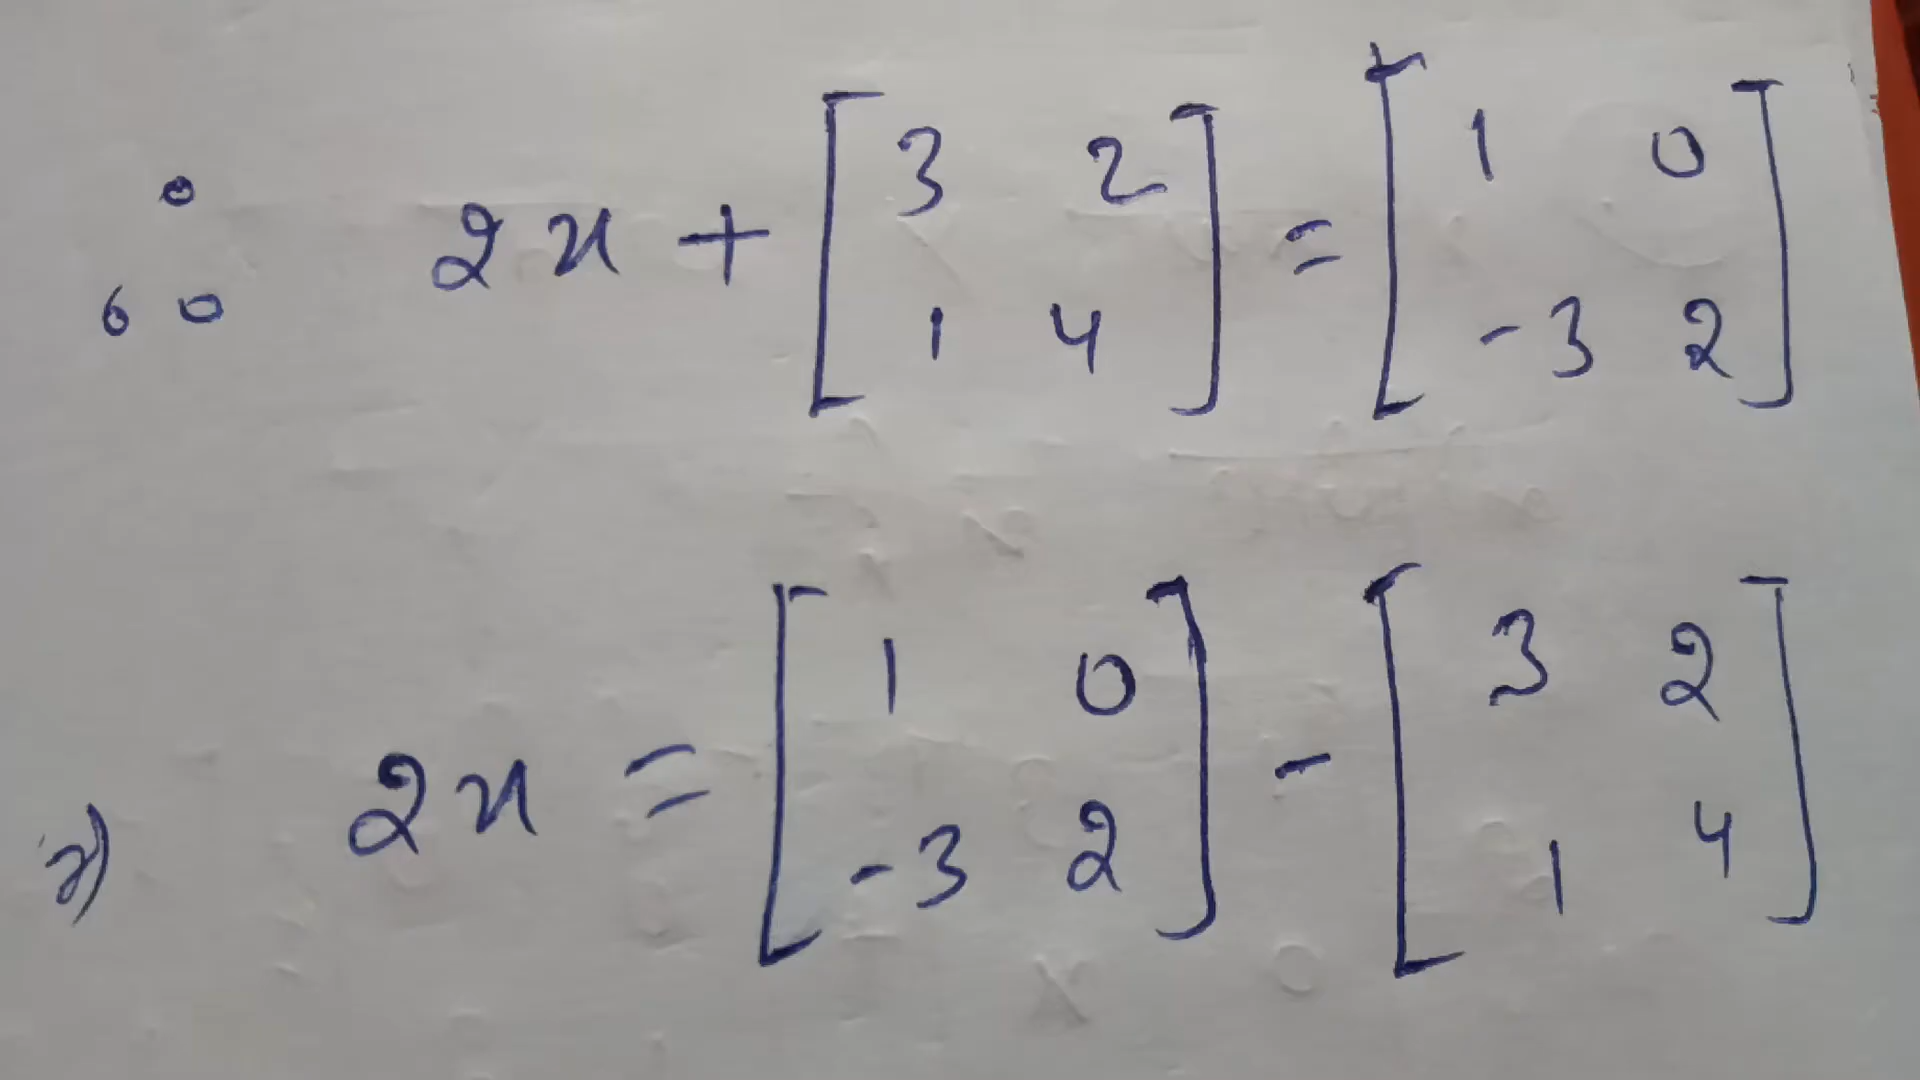 ∴ 2x + [3 2 1 4] = [1 0 -3 2]
2x = [1 0 -3 2] - [3 2 1 4]